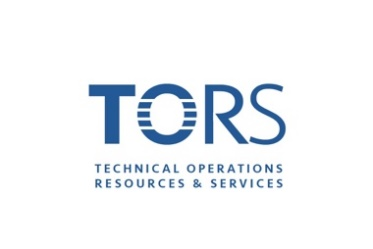 TORS
TECHNICAL OPERATIONS
RESOURCES & SERVICES